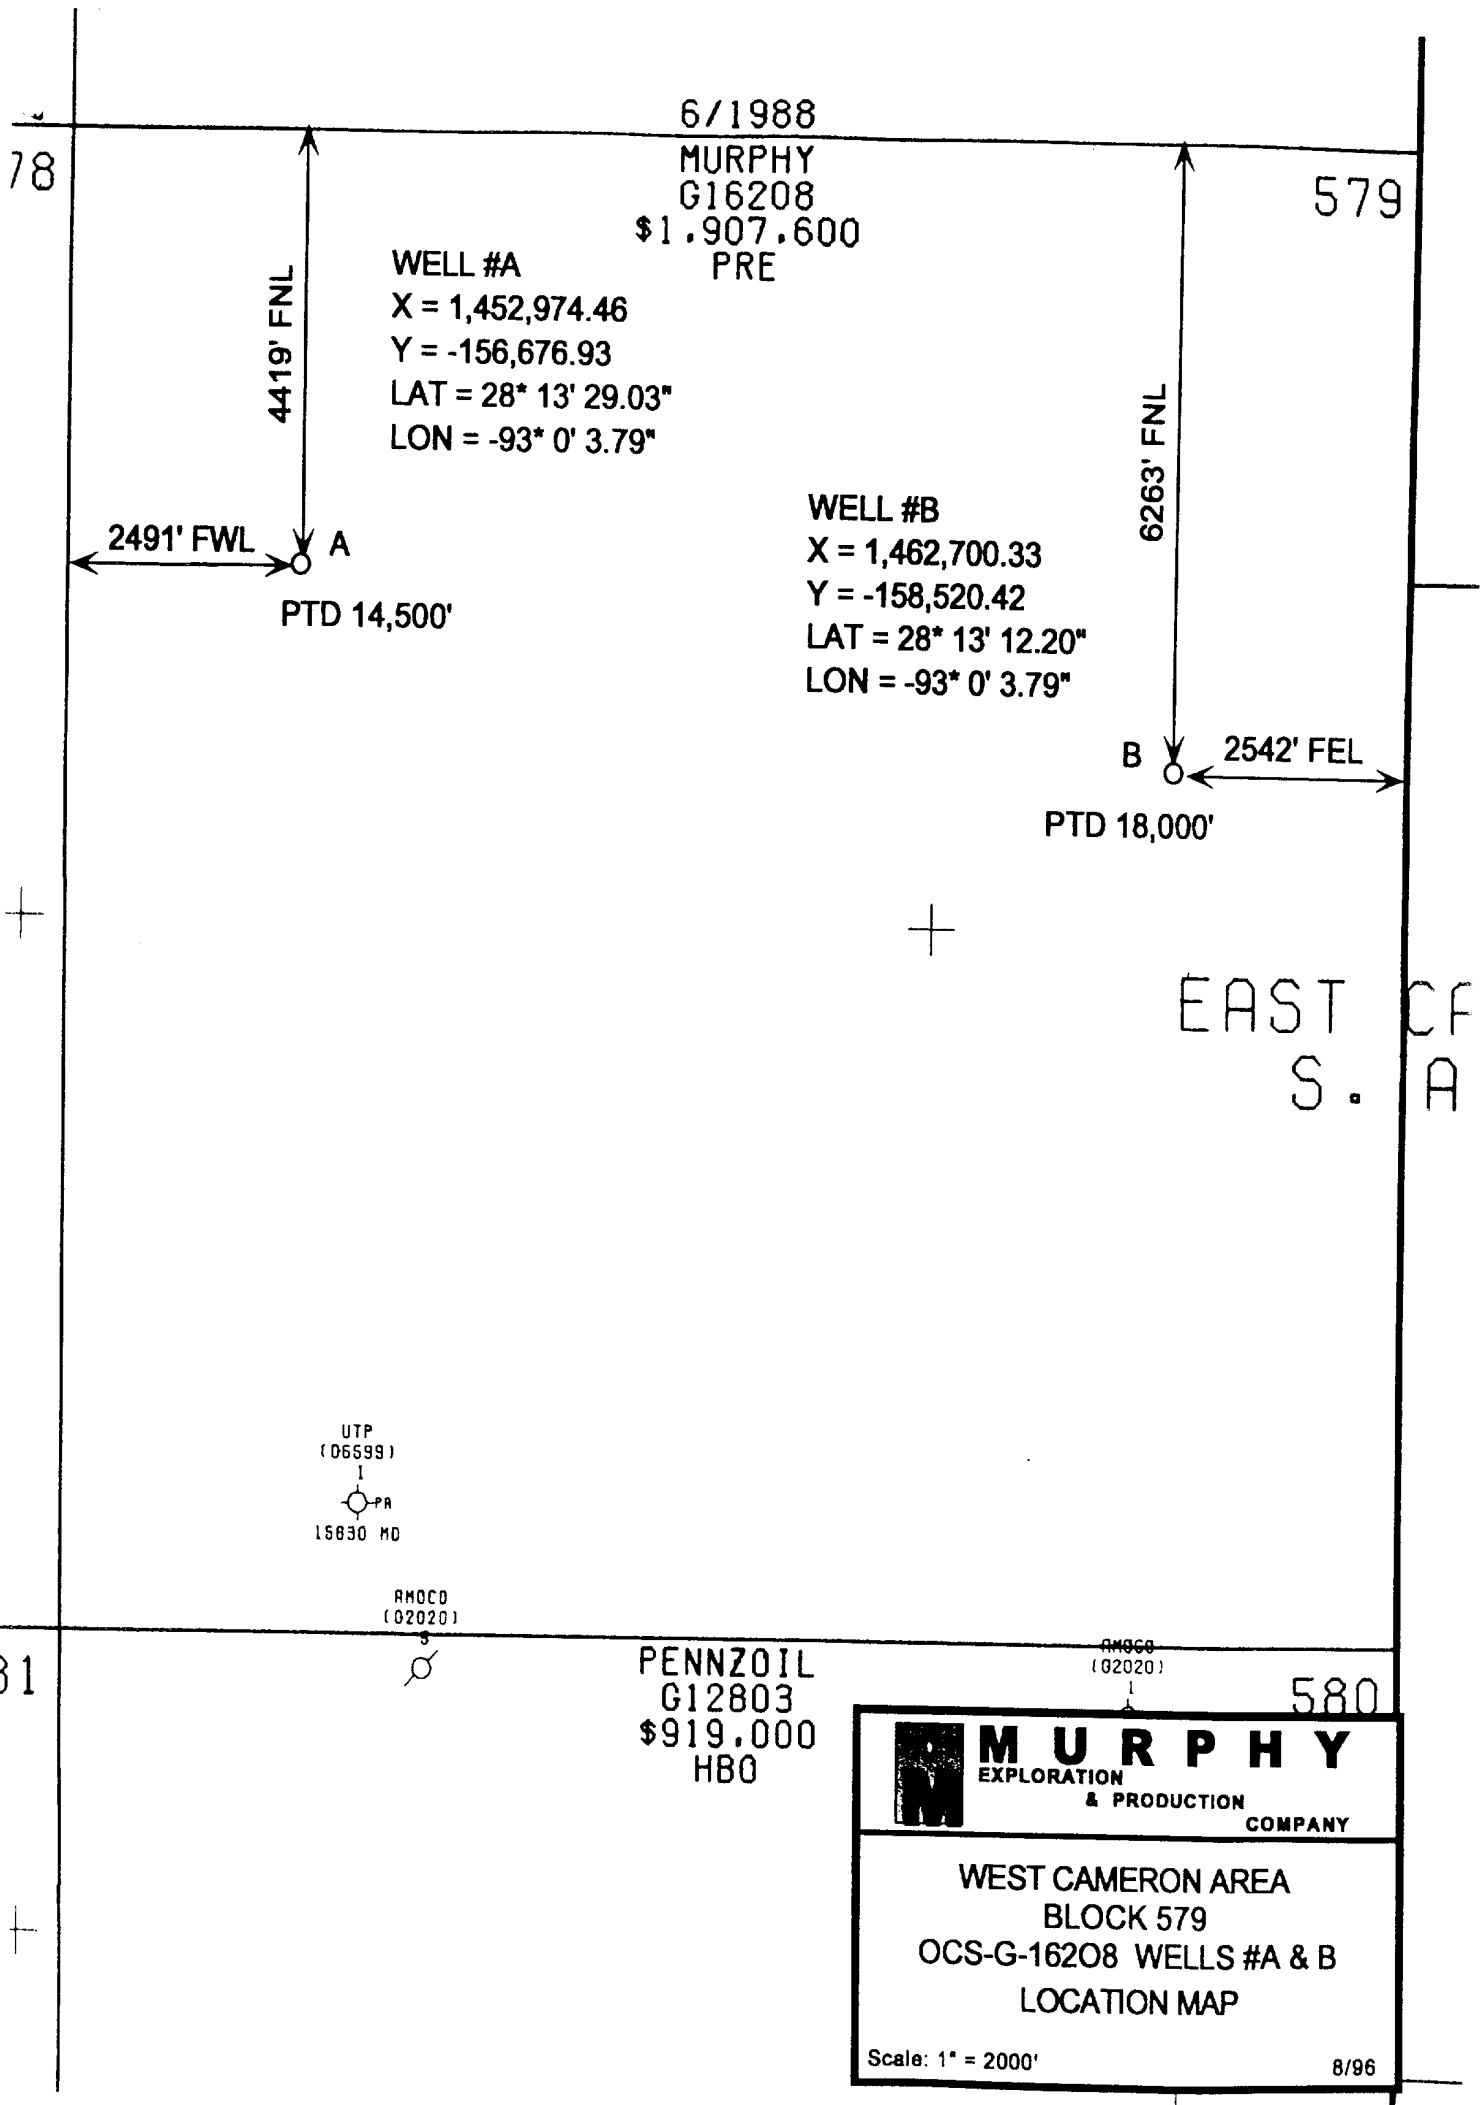 6/1988
78
MURPHY
G16208
$1.907.600
PRE
579
4419' FNL
WELL #A
X = 1,452,974.46
Y = -156,676.93
LAT = 28* 13' 29.03"
LON = -93* 0' 3.79"
6263' FNL
2491' FWL
A
PTD 14,500'
WELL #B
X = 1,462,700.33
Y = -158,520.42
LAT = 28* 13' 12.20"
LON = -93* 0' 3.79"
B
2542' FEL
PTD 18,000'
EAST CA
S. A
UTP
(06599)
1
PA
15630 MD
AMOCO
(02020)
81
PENNZOIL
G12803
$919.000
HBO
AMOCO
(02020)
1
580
MURPHY
EXPLORATION
& PRODUCTION
COMPANY
WEST CAMERON AREA
BLOCK 579
OCS-G-16208 WELLS #A & B
LOCATION MAP
Scale: 1" = 2000'
8/96